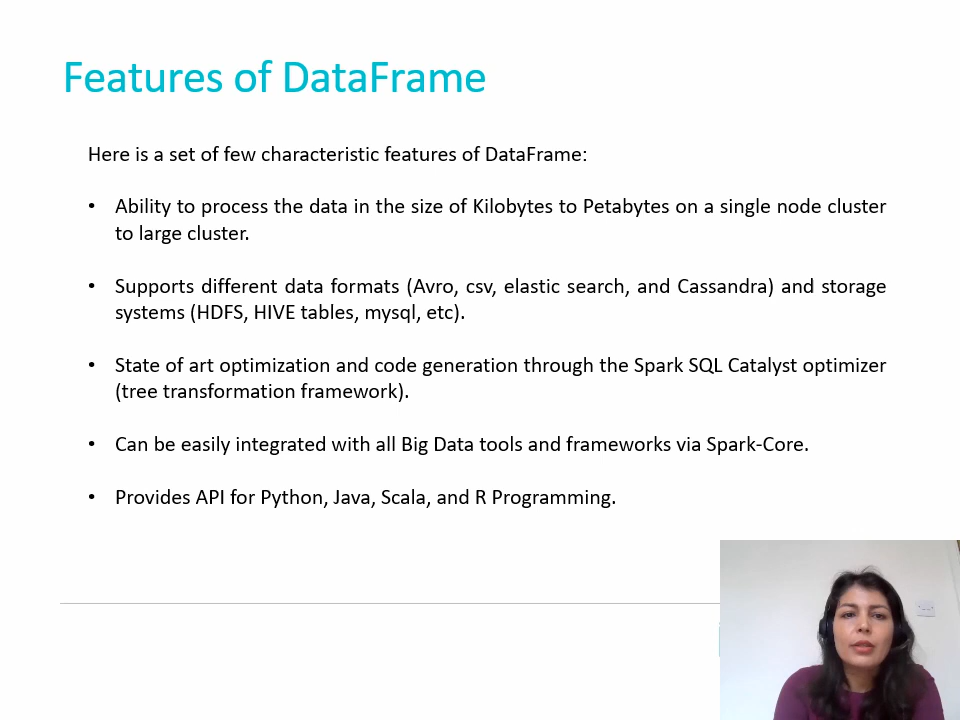 Features of DataFrame
Here is a set of few characteristic features of DataFrame:
• Ability to process the data in the size of Kilobytes to Petabytes on a single node cluster
to large cluster.
• Supports different data formats (Avro, csv, elastic search, and Cassandra) and storage
systems (HDFS, HIVE tables, mysql, etc).
• State of art optimization and code generation through the Spark SQL Catalyst optimizer
(tree transformation framework).
• Can be easily integrated with all Big Data tools and frameworks via Spark-Core.
• Provides API for Python, Java, Scala, and R Programming.